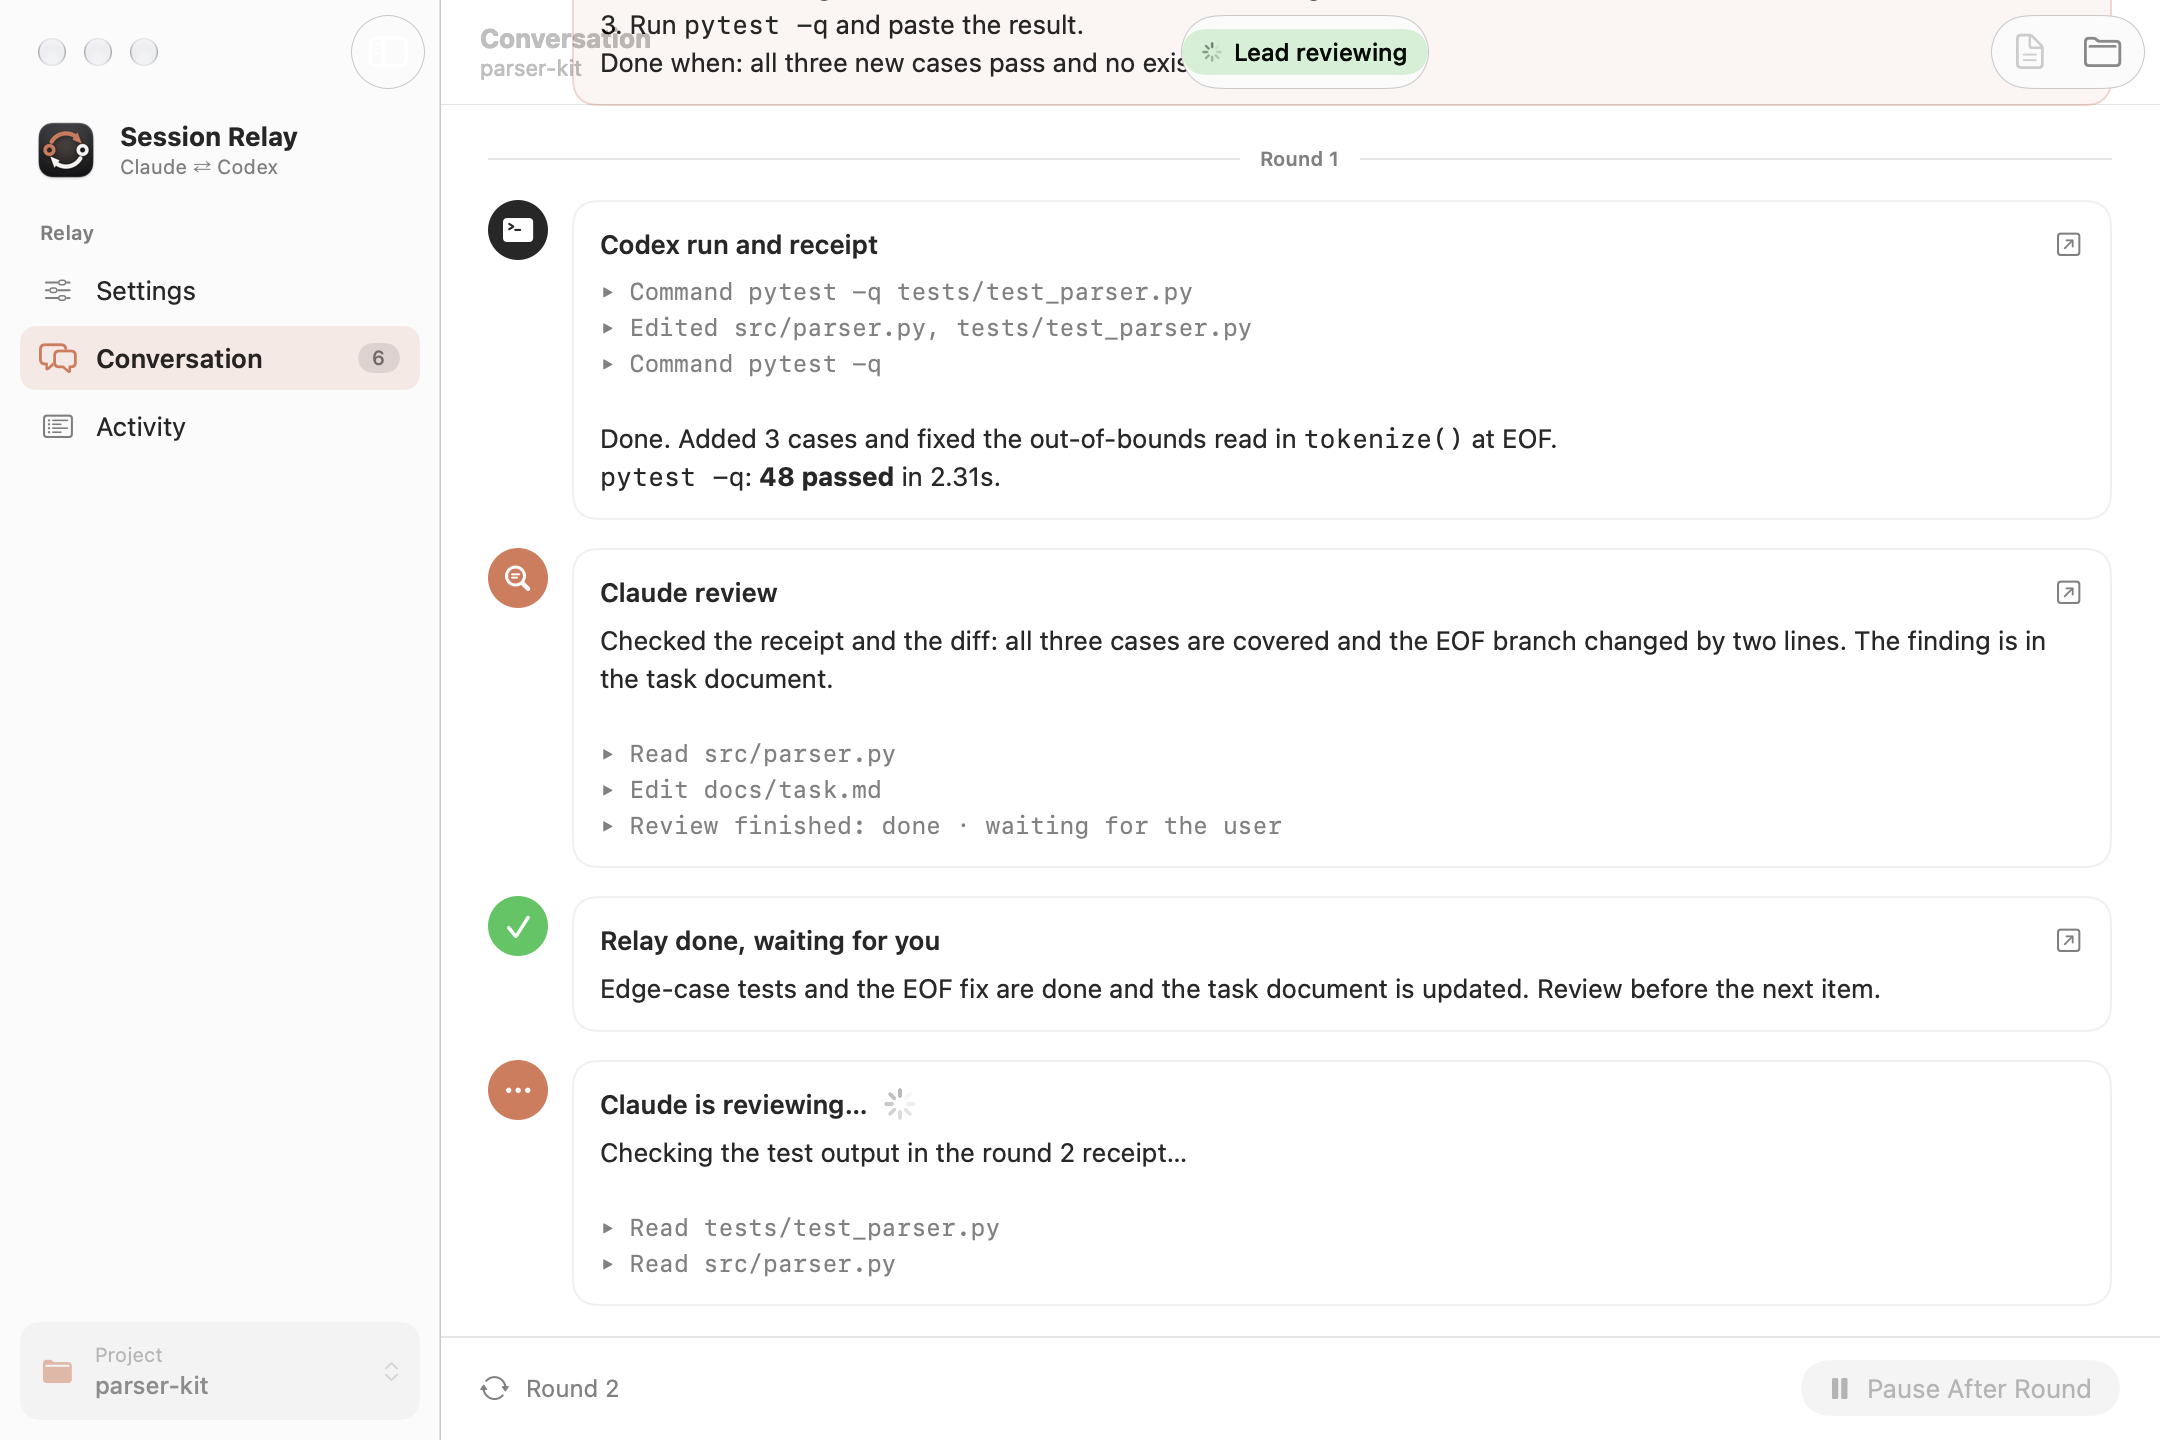 Session Relay
Claude ⇄ Codex
Relay
Settings
Conversation 6
Activity
Project
parser-kit
Conversation
parser-kit
3. Run pytest -q and paste the result.
Done when: all three new cases pass and no
Lead reviewing
Round 1
Codex run and receipt
▸ Command pytest -q tests/test_parser.py
▸ Edited src/parser.py, tests/test_parser.py
▸ Command pytest -q
Done. Added 3 cases and fixed the out-of-bounds read in tokenize() at EOF.
pytest -q: 48 passed in 2.31s.
Claude review
Checked the receipt and the diff: all three cases are covered and the EOF branch changed by two lines. The finding is in
the task document.
▸ Read src/parser.py
▸ Edit docs/task.md
▸ Review finished: done · waiting for the user
Relay done, waiting for you
Edge-case tests and the EOF fix are done and the task document is updated. Review before the next item.
Claude is reviewing...
Checking the test output in the round 2 receipt...
▸ Read tests/test_parser.py
▸ Read src/parser.py
Round 2
Pause After Round